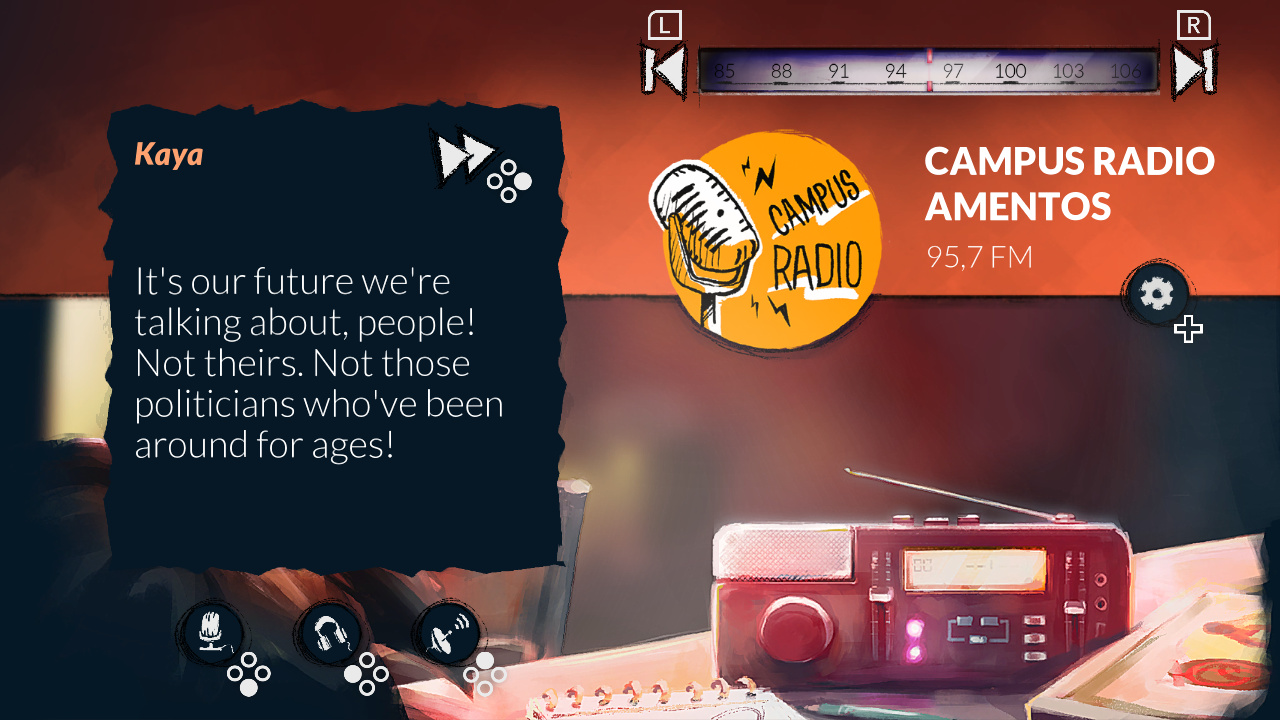 L
R
85 88 91 94 97 100 103 106
Kaya
CAMPUS RADIO
AMENTOS
95,7 FM
CAMPUS
RADIO
It's our future we're
talking about, people!
Not theirs. Not those
politicians who've been
around for ages!